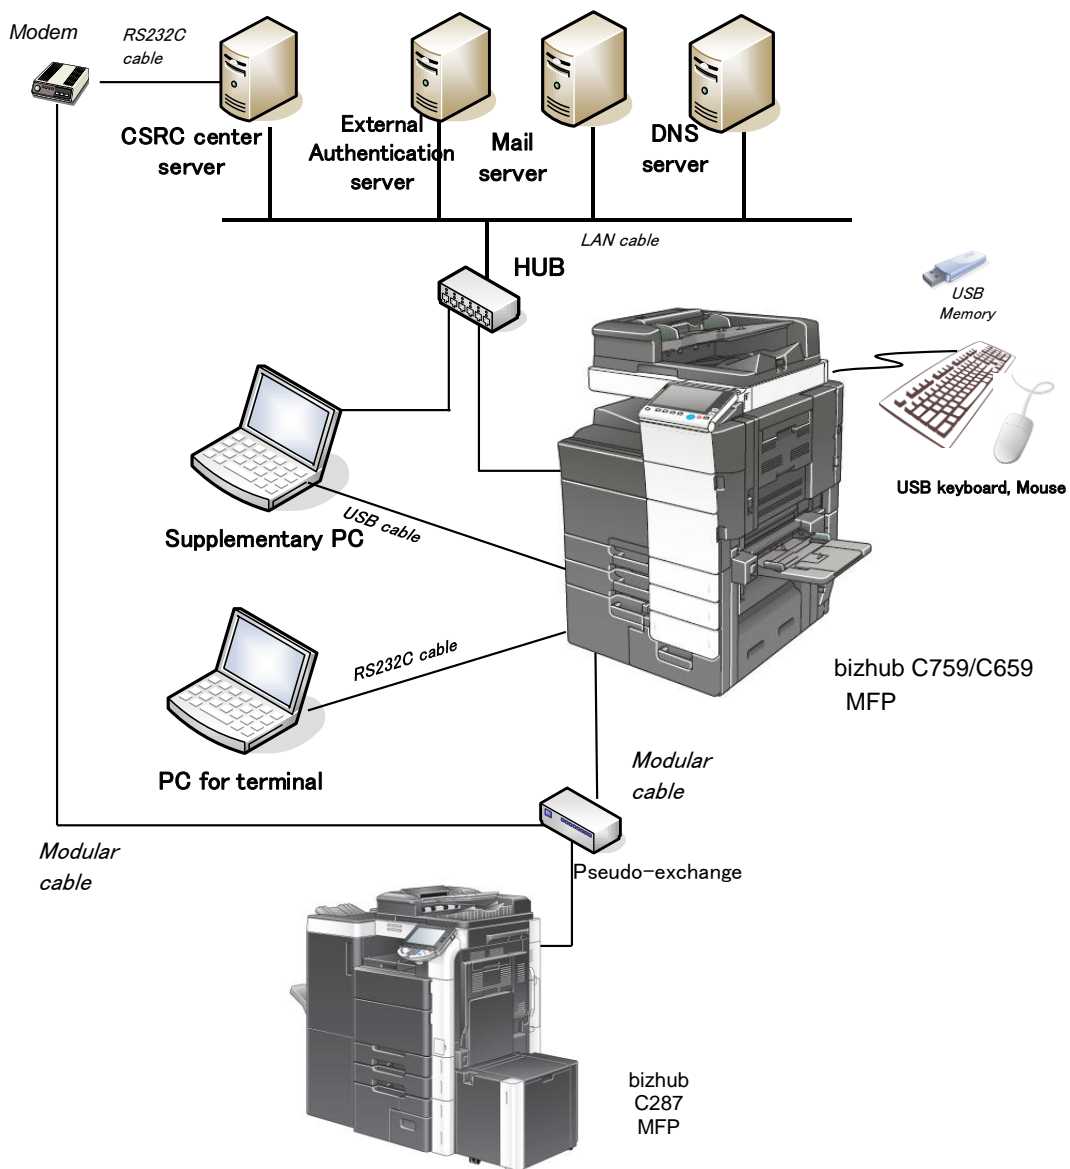 Modem
RS232C
cable
CSRC center
server
External
Authentication
server
Mail
server
DNS
server
LAN cable
HUB
USB
Memory
USB keyboard, Mouse
Supplementary PC
USB cable
RS232C cable
PC for terminal
bizhub C759/C659
MFP
Modular
cable
Modular
cable
Pseudo-exchange
bizhub
C287
MFP